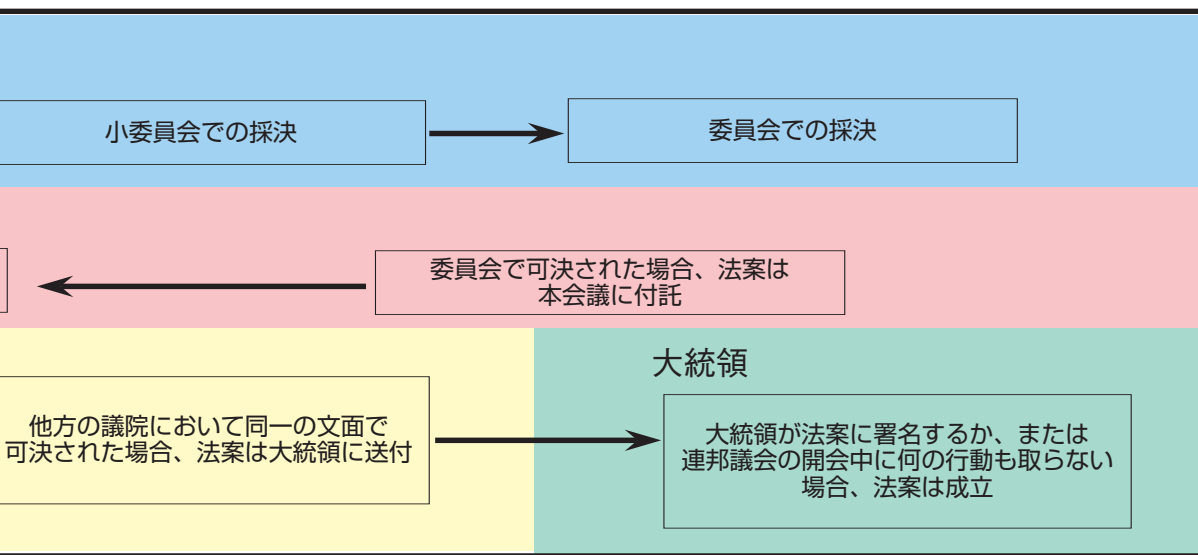 小委員会での採決
委員会での採決
委員会で可決された場合、法案は
本会議に付託
他方の議院において同一の文面で
可決された場合、法案は大統領に送付
大統領
大統領が法案に署名するか、または
連邦議会の開会中に何の行動も取らない
場合、法案は成立